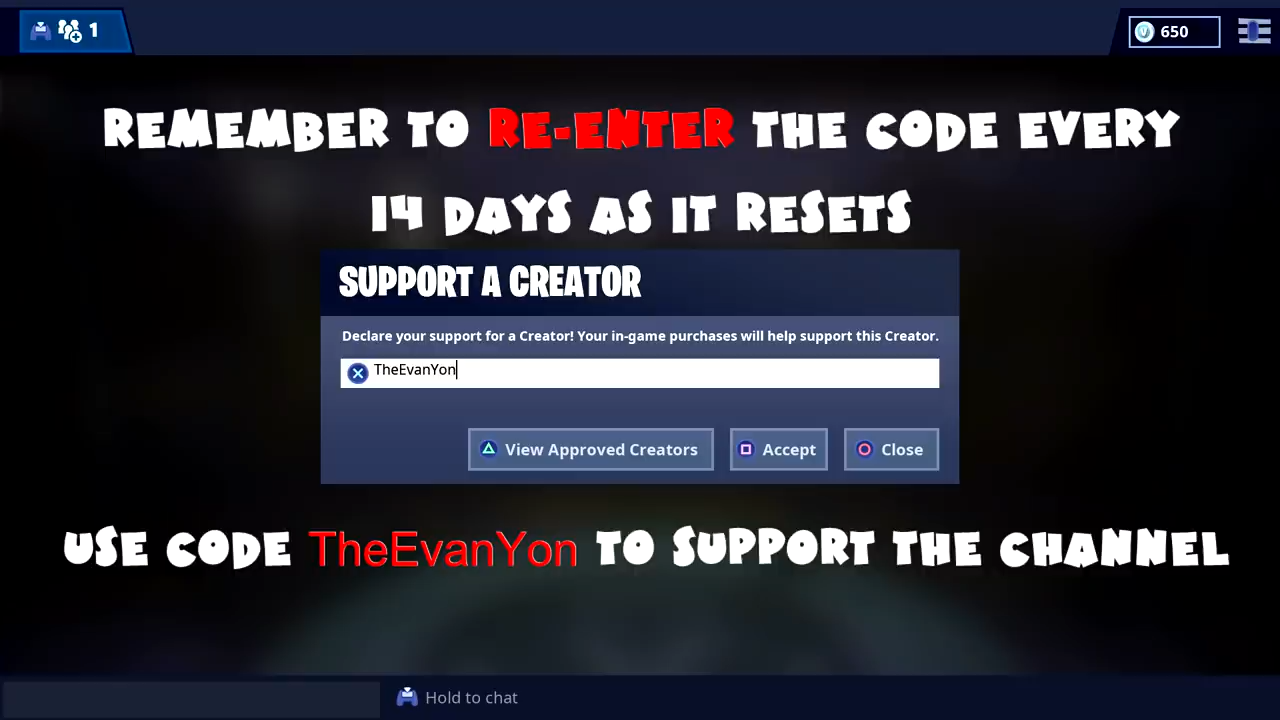 1
650
REMEMBER TO RE-ENTER THE CODE EVERY
14 DAYS AS IT RESETS
SUPPORT A CREATOR
Declare your support for a Creator! Your in-game purchases will help support this Creator.
TheEvanYon
View Approved Creators
Accept
Close
USE CODE TheEvanYon TO SUPPORT THE CHANNEL
Hold to chat